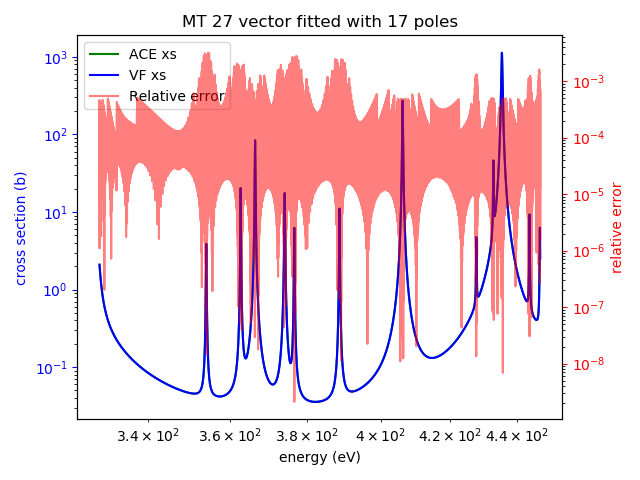 MT 27 vector fitted with 17 poles
ACE xs
VF xs
Relative error
10³
10²
10¹
10⁰
10⁻¹
cross section (b)
10⁻³
10⁻⁴
10⁻⁵
10⁻⁶
10⁻⁷
10⁻⁸
relative error
3.4 × 10² 3.6 × 10² 3.8 × 10² 4 × 10² 4.2 × 10² 4.4 × 10²
energy (eV)